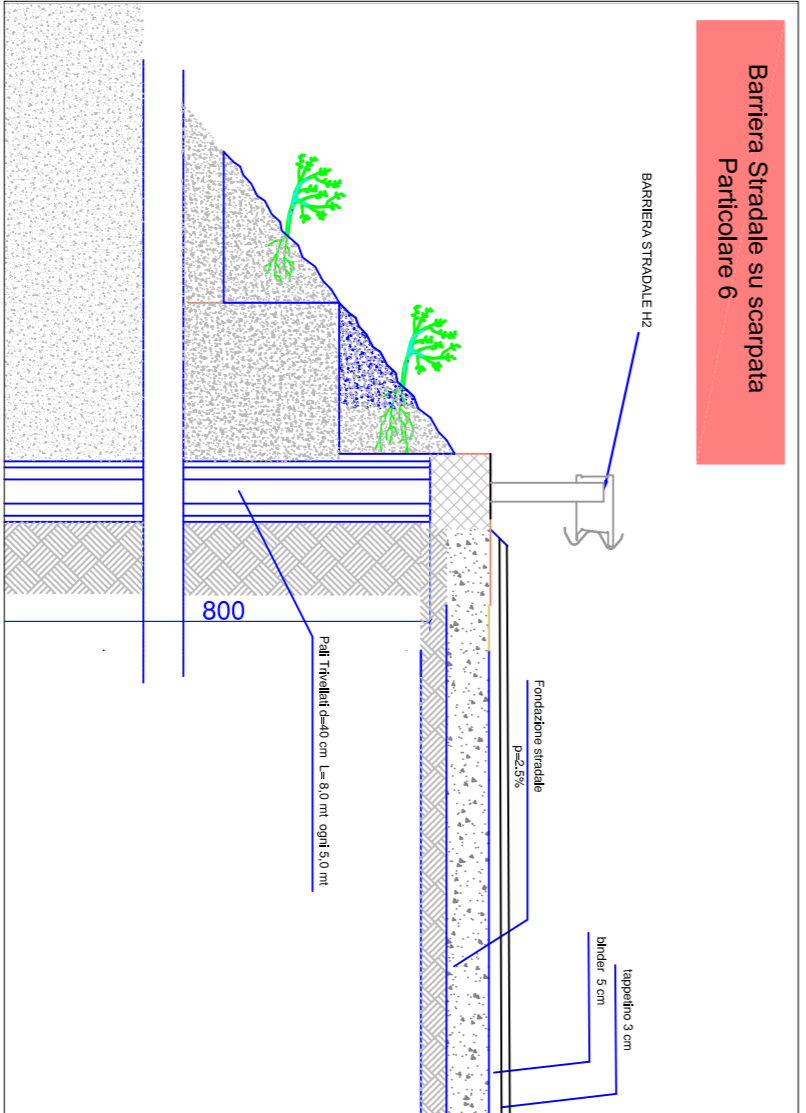 Barriera Stradale su scarpata
Particolare 6
BARRIERA STRADALE H2
tappetino 3 cm
binder 5 cm
Fondazione stradale
p=2.5%
Pali Trivellati d=40 cm L= 8,0 mt ogni 5,0 mt
800